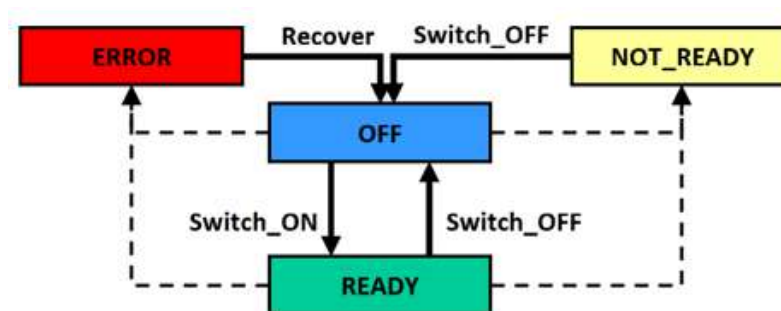 Recover
Switch_OFF
ERROR
NOT_READY
OFF
Switch_ON
Switch_OFF
READY